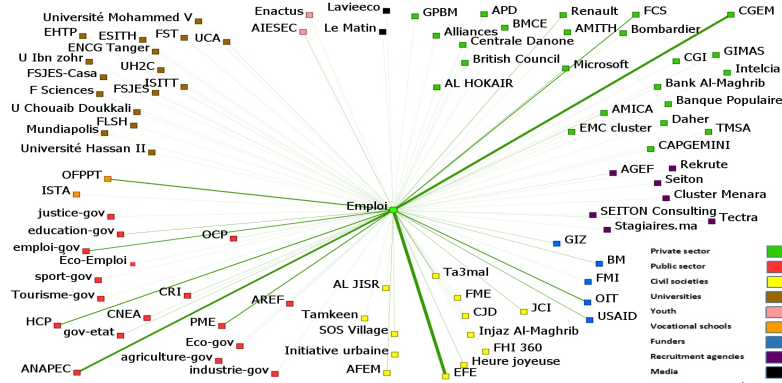 Lavieeco
Enactus
GPBM
APD
Renault
FCS
CGEM
Université Mohammed V
AIESEC
Le Matin
Alliances
BMCE
AMITH
Bombardier
EHTP
ESITH
FST
UCA
Centrale Danone
ENCG Tanger
British Council
Microsoft
CGI
GIMAS
U Ibn zohr
UH2C
Intelcia
FSJES-Casa
ISITT
AL HOKAIR
Bank Al-Maghrib
F Sciences
FSJES
Banque Populaire
U Chouaib Doukkali
AMICA
FLSH
Daher
Mundiapolis
EMC cluster
TMSA
Université Hassan II
CAPGEMINI
OFPPT
AGEF
Rekrute
ISTA
Seiton
Cluster Menara
Emploi
justice-gov
SEITON Consulting
Tectra
education-gov
OCP
Stagiaires.ma
emploi-gov
GIZ
Private sector
Eco-Emploi
BM
Public sector
sport-gov
Ta3mal
FMI
Civil societies
AL JISR
Tourisme-gov
CRI
AREF
FME
OIT
Universities
CNEA
Tamkeen
CJD
JCI
Youth
HCP
PME
USAID
Vocational schools
gov-etat
SOS Village
Injaz Al-Maghrib
Funders
Eco-gov
Initiative urbaine
FHI 360
Recruitment agencies
agriculture-gov
Heure joyeuse
ANAPEC
industrie-gov
AFEM
EFE
Media